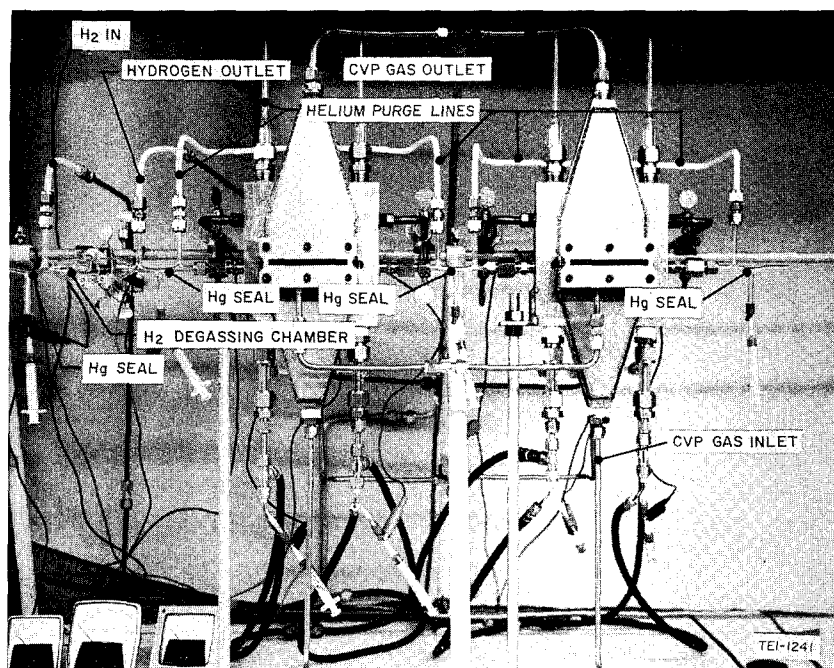 H2 IN
HYDROGEN OUTLET
CVP GAS OUTLET
HELIUM PURGE LINES
Hg SEAL
Hg SEAL
Hg SEAL
H2 DEGASSING CHAMBER
Hg SEAL
CVP GAS INLET
TEI-1241